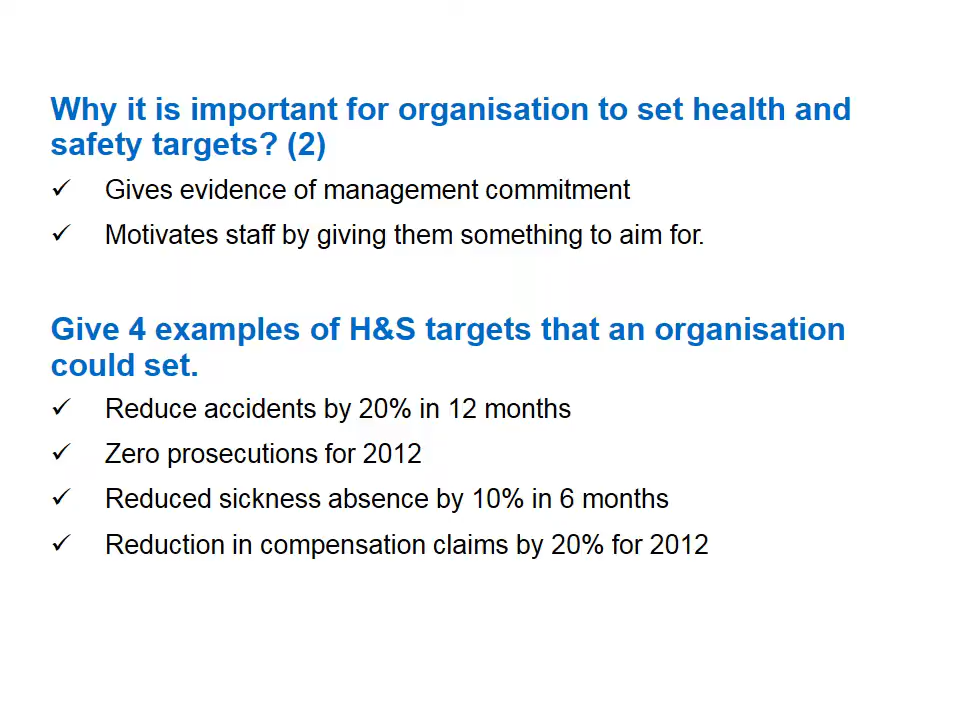 Why it is important for organisation to set health and
safety targets? (2)
✓ Gives evidence of management commitment
✓ Motivates staff by giving them something to aim for.
Give 4 examples of H&S targets that an organisation
could set.
✓ Reduce accidents by 20% in 12 months
✓ Zero prosecutions for 2012
✓ Reduced sickness absence by 10% in 6 months
✓ Reduction in compensation claims by 20% for 2012